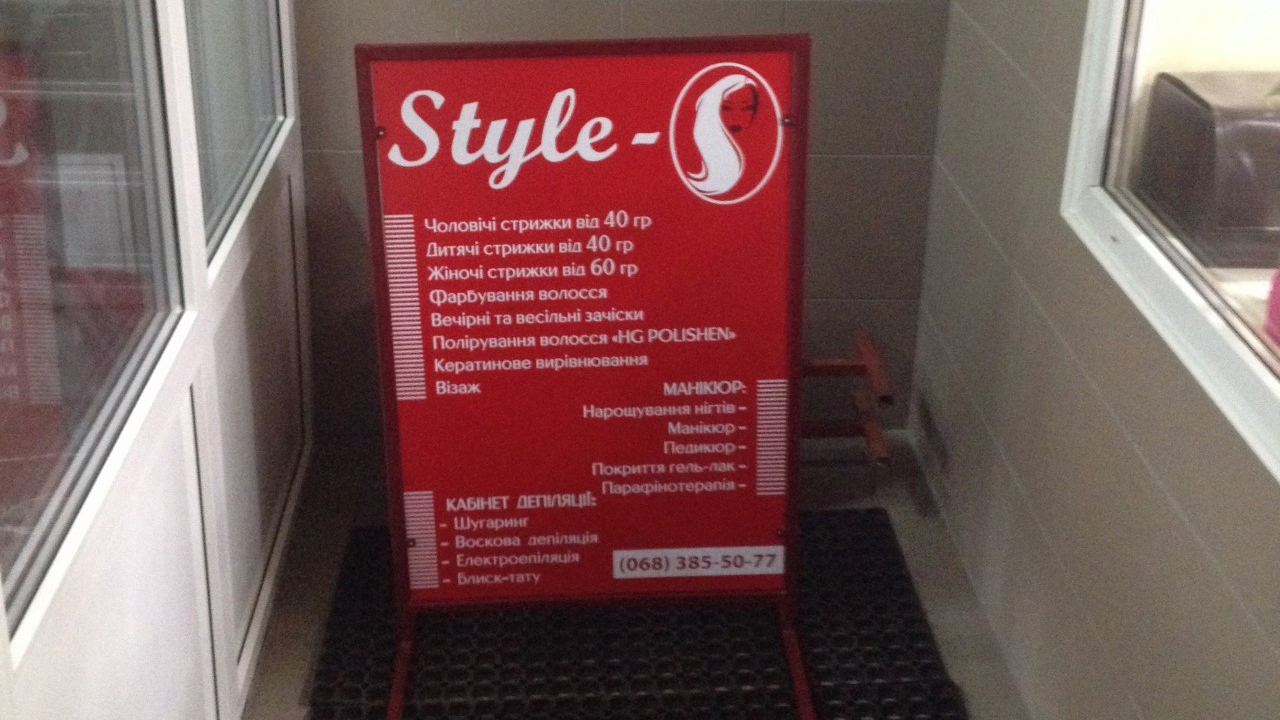 Style-S
Чоловічі стрижки від 40 гр
Дитячі стрижки від 40 гр
Жіночі стрижки від 60 гр
Фарбування волосся
Вечірні та весільні зачіски
Полірування волосся «HG POLISHEN»
Кератинове вирівнювання
Візаж
МАНІКЮР:
Нарощування нігтів -
Манікюр -
Педикюр -
Покриття гель-лак -
Парафінотерапія -
КАБІНЕТ ДЕПІЛЯЦІЇ:
- Шугаринг
- Воскова депіляція
- Електроепіляція
- Блиск-тату
(068) 385-50-77